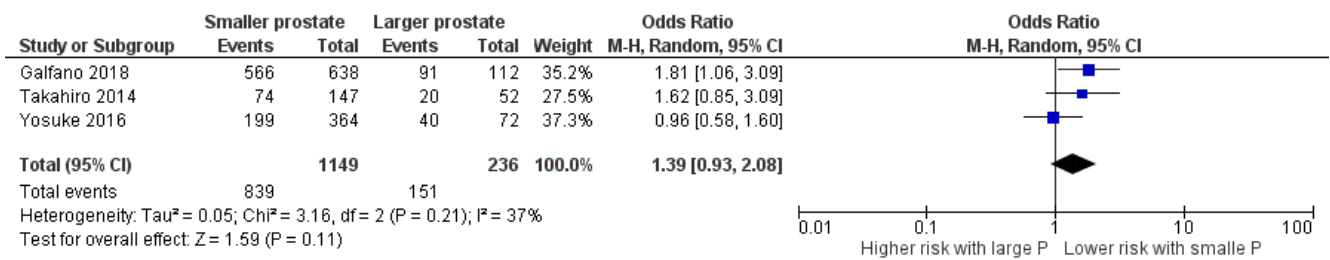 Smaller prostate Larger prostate Odds Ratio Odds Ratio
Study or Subgroup Events Total Events Total Weight M-H, Random, 95% CI M-H, Random, 95% CI
Galfano 2018 566 638 91 112 35.2% 1.81 [1.06, 3.09]
Takahiro 2014 74 147 20 52 27.5% 1.62 [0.85, 3.09]
Yosuke 2016 199 364 40 72 37.3% 0.96 [0.58, 1.60]
Total (95% CI) 1149 236 100.0% 1.39 [0.93, 2.08]
Total events 839 151
Heterogeneity: Tau² = 0.05; Chi² = 3.16, df = 2 (P = 0.21); I² = 37%
Test for overall effect: Z = 1.59 (P = 0.11)
0.01 0.1 1 10 100
Higher risk with large P Lower risk with smalle P